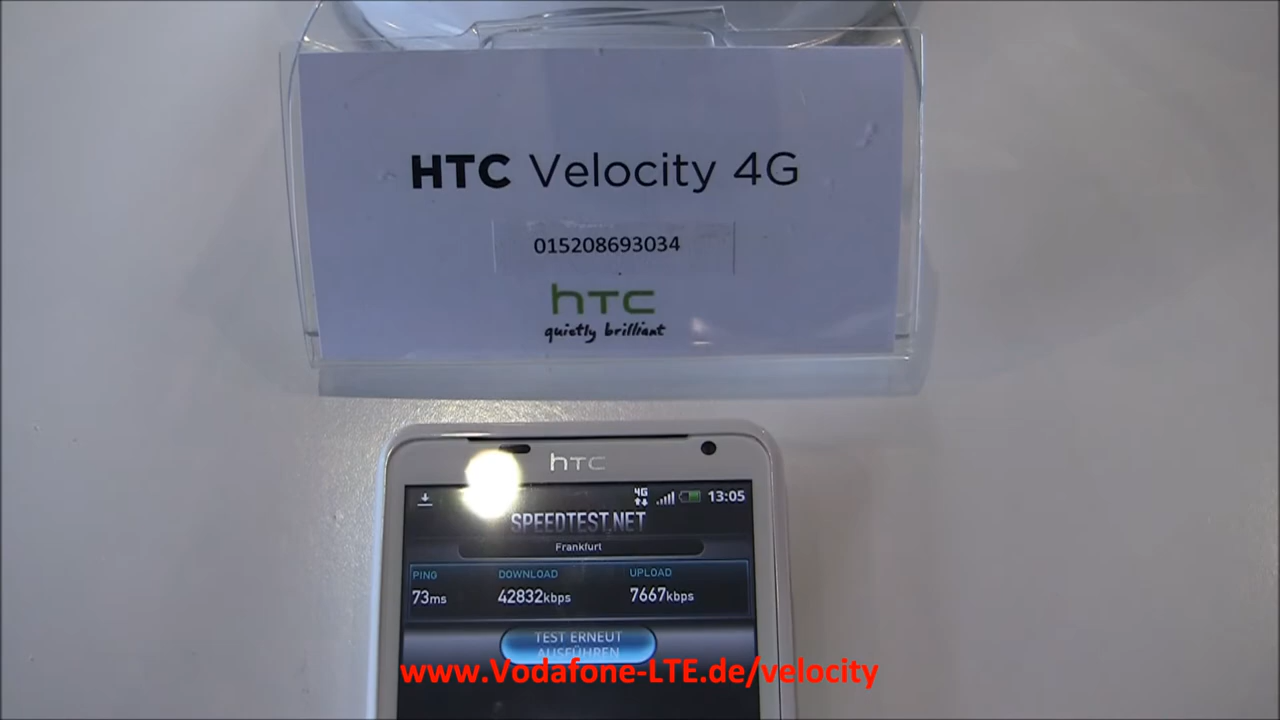 HTC Velocity 4G
015208693034
hTC
quietly brilliant
hTC
4G 13:05
SPEEDTEST.NET
Frankfurt
PING DOWNLOAD UPLOAD
73ms 42832kbps 7667kbps
TEST ERNEUT
AUSFÜHREN
www.Vodafone-LTE.de/velocity